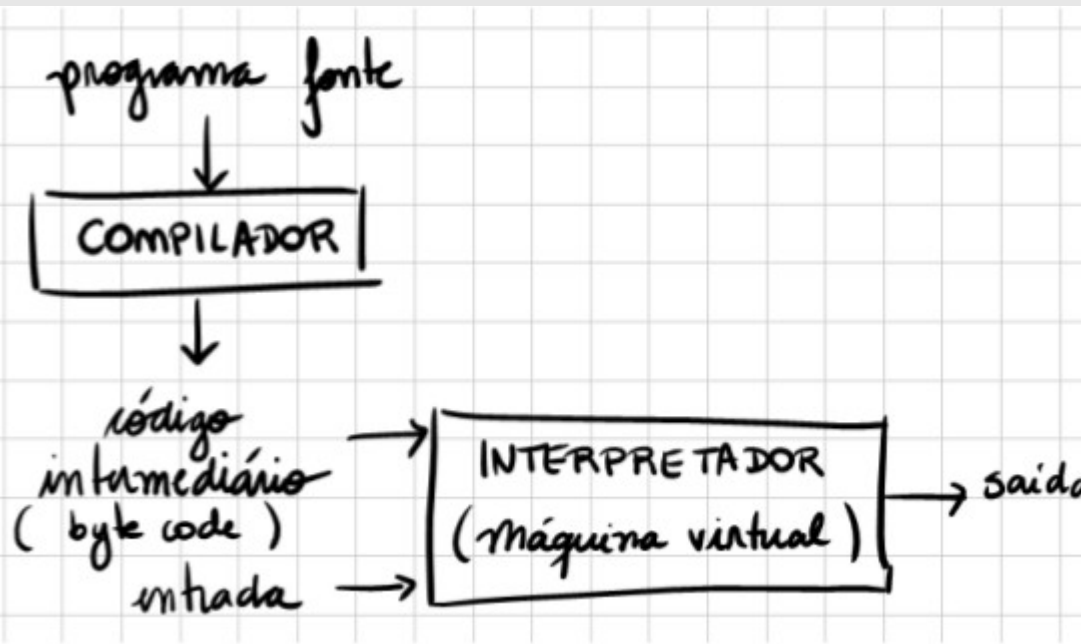 programa fonte
COMPILADOR
código
intermediário
( byte code )
entrada
INTERPRETADOR
(máquina virtual)
saída